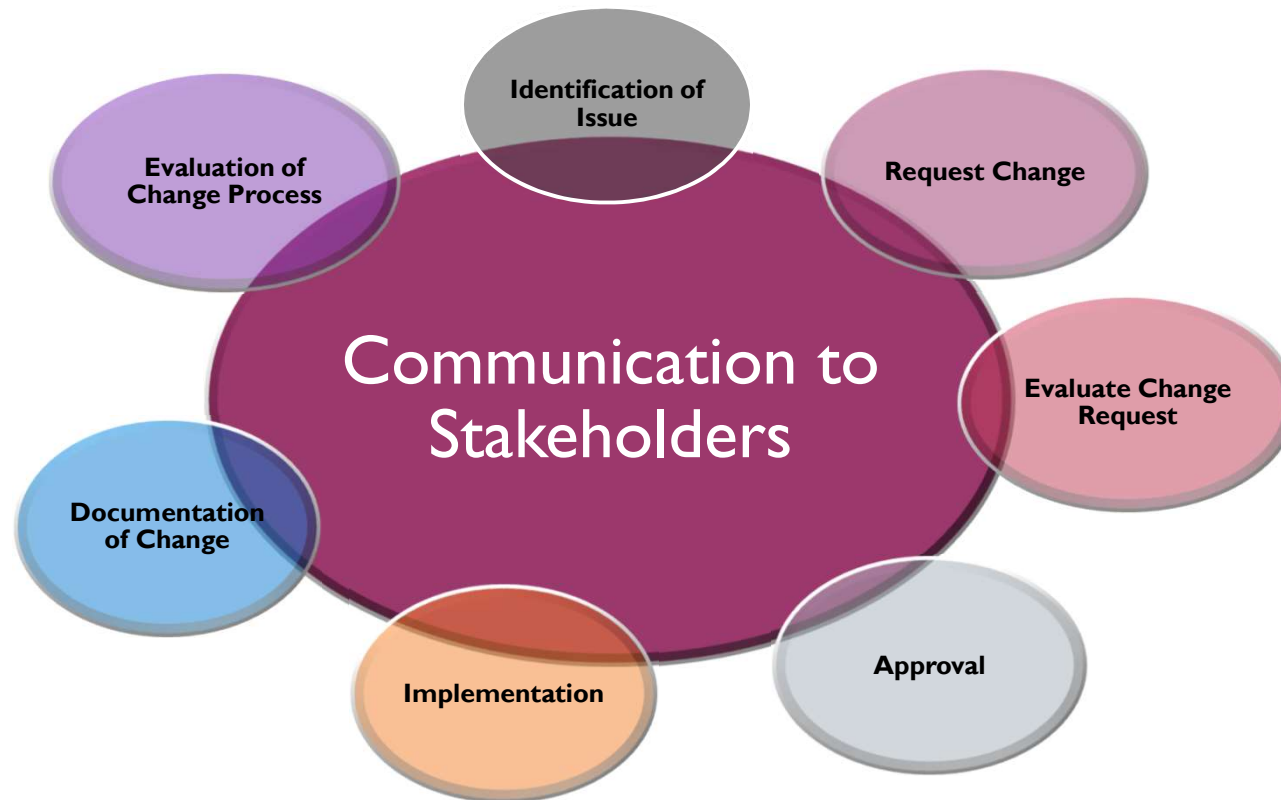 Identification of
Issue
Request Change
Evaluate Change
Request
Approval
Implementation
Documentation
of Change
Evaluation of
Change Process
Communication to
Stakeholders